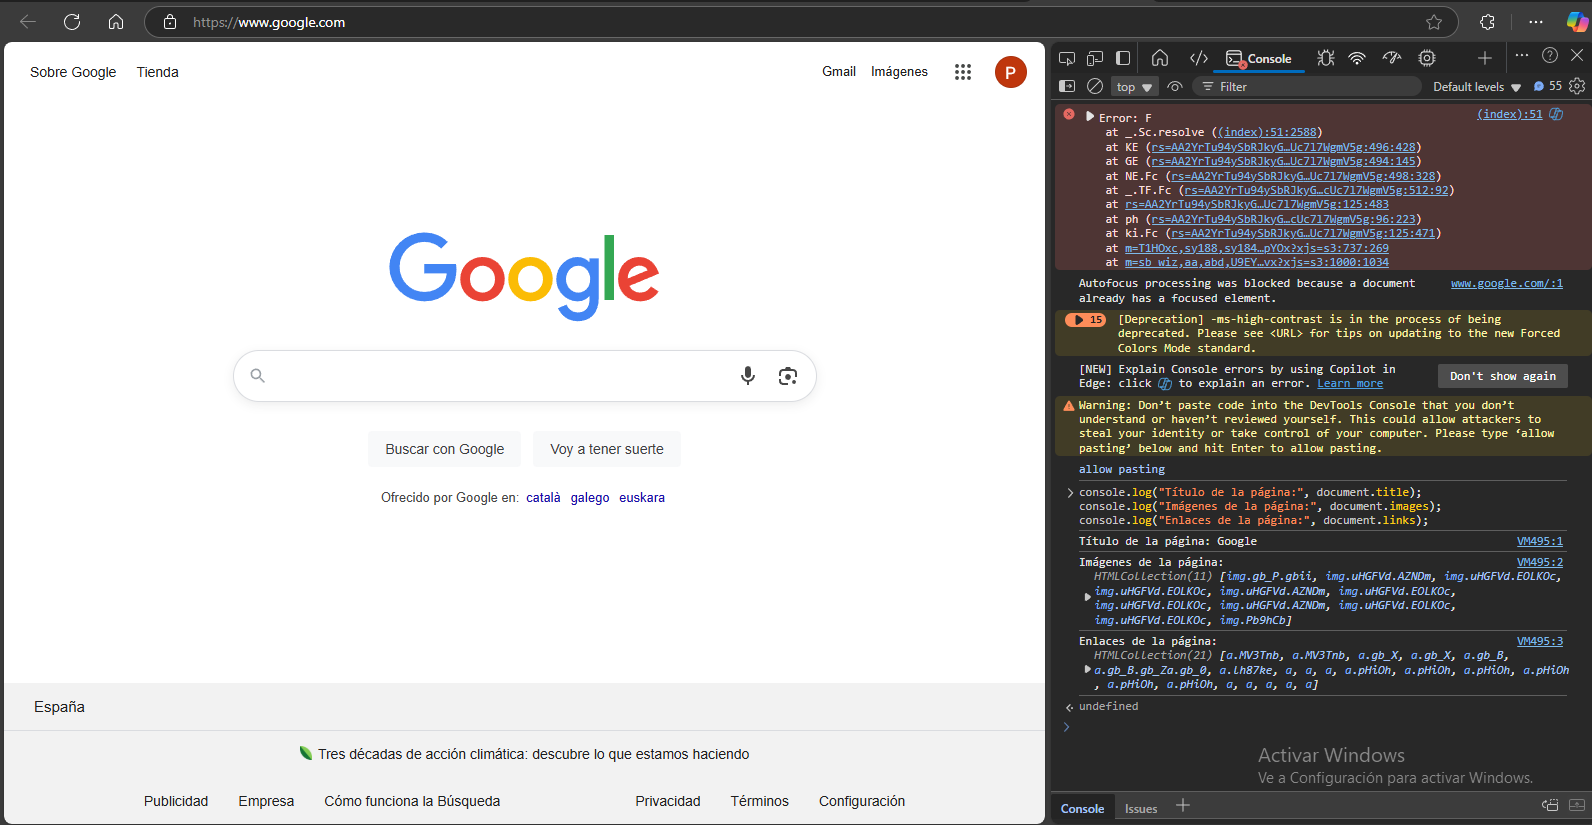 https://www.google.com
Sobre Google
Tienda
Gmail
Imágenes
P
Google
Buscar con Google
Voy a tener suerte
Ofrecido por Google en: català galego euskara
España
Tres décadas de acción climática: descubre lo que estamos haciendo
Publicidad
Empresa
Cómo funciona la Búsqueda
Privacidad
Términos
Configuración
Console
top
Filter
Default levels
55
Error: F
(index):51
at _.Sc.resolve ((index):51:2588)
at KE (rs=AA2YrTu94ySbRJkyG…Uc7l7WgmV5g:496:428)
at GE (rs=AA2YrTu94ySbRJkyG…Uc7l7WgmV5g:494:145)
at NE.Fc (rs=AA2YrTu94ySbRJkyG…Uc7l7WgmV5g:498:328)
at _.TF.Fc (rs=AA2YrTu94ySbRJkyG…cUc7l7WgmV5g:512:92)
at rs=AA2YrTu94ySbRJkyG…Uc7l7WgmV5g:125:483
at ph (rs=AA2YrTu94ySbRJkyG…cUc7l7WgmV5g:96:223)
at ki.Fc (rs=AA2YrTu94ySbRJkyG…Uc7l7WgmV5g:125:471)
at m=T1HOxc,sy188,sy184…pYOx?xjs=s3:737:269
at m=sb_wiz,aa,abd,U9EY…vx?xjs=s3:1000:1034
Autofocus processing was blocked because a document
www.google.com/:1
already has a focused element.
15
[Deprecation] -ms-high-contrast is in the process of being
deprecated. Please see <URL> for tips on updating to the new Forced
Colors Mode standard.
[NEW] Explain Console errors by using Copilot in
Edge: click to explain an error. Learn more
Don't show again
Warning: Don’t paste code into the DevTools Console that you don’t
understand or haven’t reviewed yourself. This could allow attackers to
steal your identity or take control of your computer. Please type ‘allow
pasting’ below and hit Enter to allow pasting.
allow pasting
console.log("Título de la página:", document.title);
console.log("Imágenes de la página:", document.images);
console.log("Enlaces de la página:", document.links);
Título de la página: Google
VM495:1
Imágenes de la página:
VM495:2
HTMLCollection(11) [img.gb_P.gbii, img.uHGFVd.AZNDm, img.uHGFVd.EOLKOc,
img.uHGFVd.EOLKOc, img.uHGFVd.AZNDm, img.uHGFVd.EOLKOc,
img.uHGFVd.EOLKOc, img.uHGFVd.AZNDm, img.uHGFVd.EOLKOc,
img.uHGFVd.EOLKOc, img.Pb9hCb]
Enlaces de la página:
VM495:3
HTMLCollection(21) [a.MV3Tnb, a.MV3Tnb, a.gb_X, a.gb_X, a.gb_B,
a.gb_B.gb_Za.gb_0, a.lh87ke, a, a, a, a.pHiOh, a.pHiOh, a.pHiOh, a.pHiOh
, a.pHiOh, a.pHiOh, a, a, a, a, a]
undefined
Activar Windows
Ve a Configuración para activar Windows.
Console
Issues